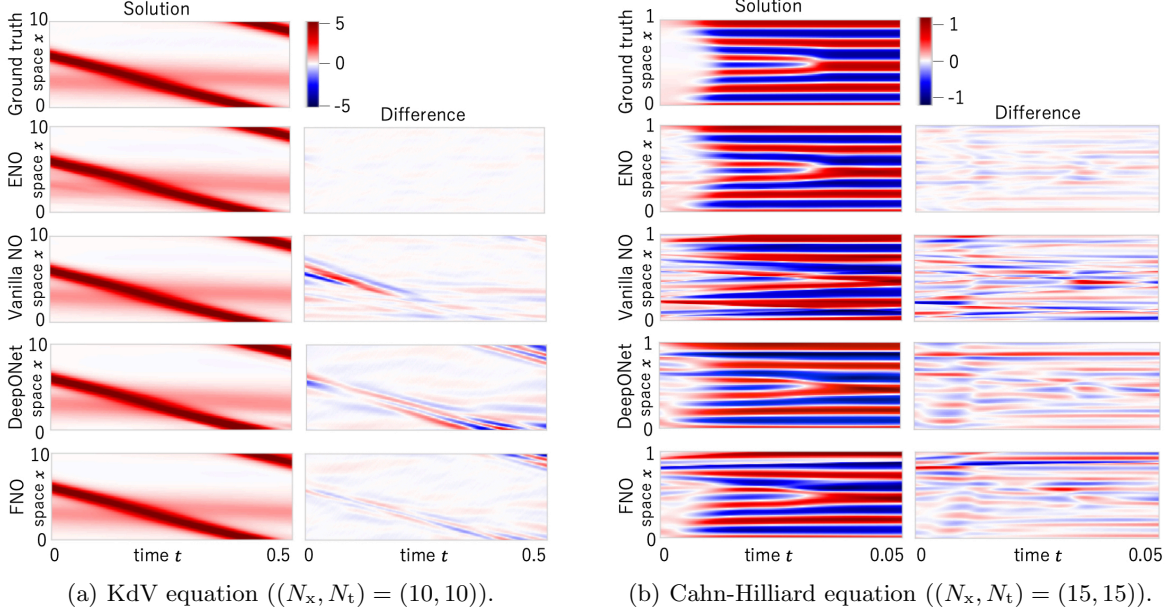 Solution
Ground truth
space x
10
0
5
0
-5
Difference
ENO
space x
10
0
Vanilla NO
space x
10
0
DeepONet
space x
10
0
FNO
space x
10
0
0
time t
0.5
0
time t
0.5
(a) KdV equation ((Nx, Nt) = (10, 10)).
Solution
Ground truth
space x
1
0
1
0
-1
Difference
ENO
space x
1
0
Vanilla NO
space x
1
0
DeepONet
space x
1
0
FNO
space x
1
0
0
time t
0.05
0
time t
0.05
(b) Cahn-Hilliard equation ((Nx, Nt) = (15, 15)).